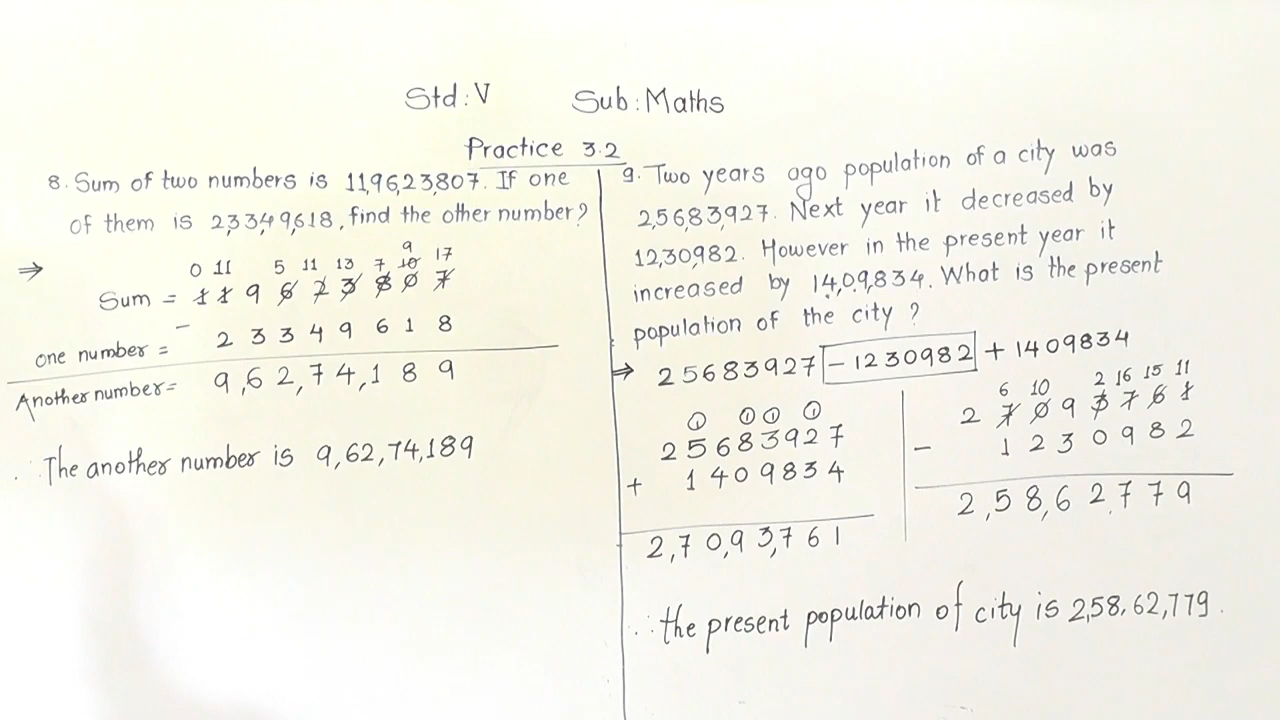 Std : V Sub : Maths
Practice 3.2
8. Sum of two numbers is 11,96,23,807. If one
of them is 2,33,49,618, find the other number?
9
0 11 5 11 13 7 10 17
⇒ Sum = 1 1 9 6 2 3 8 0 7
- one number = 2 3 3 4 9 6 1 8
Another number = 9,6 2,7 4,1 8 9
∴ The another number is 9,62,74,189
9. Two years ago population of a city was
2,56,83,927. Next year it decreased by
12,30,982. However in the present year it
increased by 14,09,834. What is the present
population of the city ?
⇒ 25683927 - 1230982 + 1409834
1 1 1 1
2 5 6 8 3 9 2 7
+ 1 4 0 9 8 3 4
2,7 0,9 3,7 6 1
6 10 2 16 15 11
2 7 0 9 3 7 6 1
- 1 2 3 0 9 8 2
2,5 8,6 2,7 7 9
∴ the present population of city is 2,58,62,779.